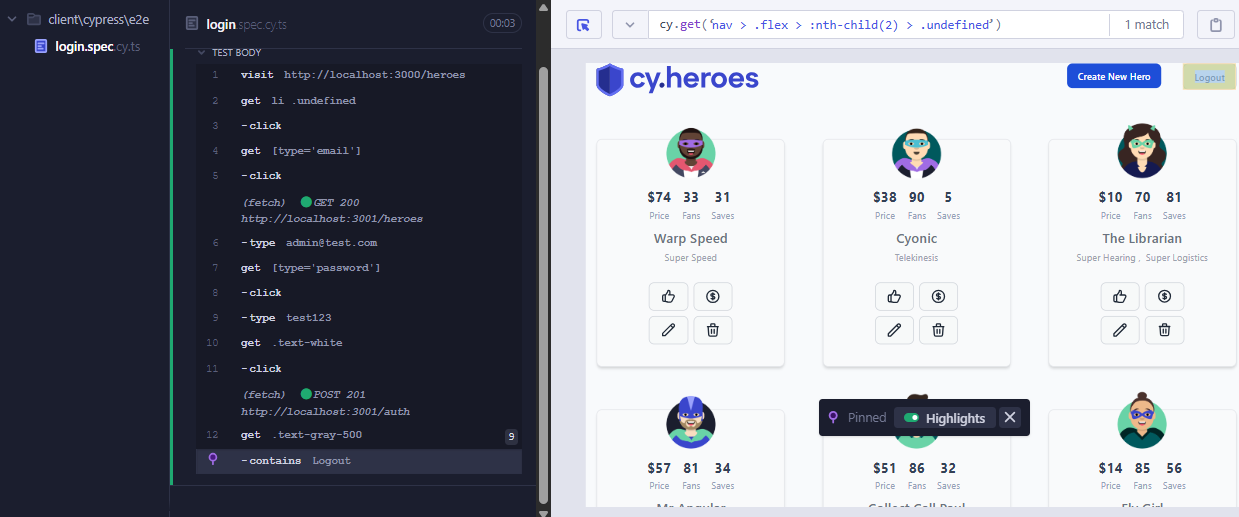 client\cypress\e2e
login.spec.cy.ts
login.spec.cy.ts
00:03
TEST BODY
1 visit http://localhost:3000/heroes
2 get li .undefined
3 -click
4 get [type='email']
5 -click
(fetch) GET 200
http://localhost:3001/heroes
6 -type admin@test.com
7 get [type='password']
8 -click
9 -type test123
10 get .text-white
11 -click
(fetch) POST 201
http://localhost:3001/auth
12 get .text-gray-500 9
-contains Logout
cy.get(‘nav > .flex > :nth-child(2) > .undefined’) 1 match
cy.heroes
Create New Hero
Logout
$74 33 31
Price Fans Saves
Warp Speed
Super Speed
$38 90 5
Price Fans Saves
Cyonic
Telekinesis
$10 70 81
Price Fans Saves
The Librarian
Super Hearing , Super Logistics
Pinned Highlights
$57 81 34
Price Fans Saves
Mr Angular
$51 86 32
Price Fans Saves
Collect Call Paul
$14 85 56
Price Fans Saves
Fly Girl